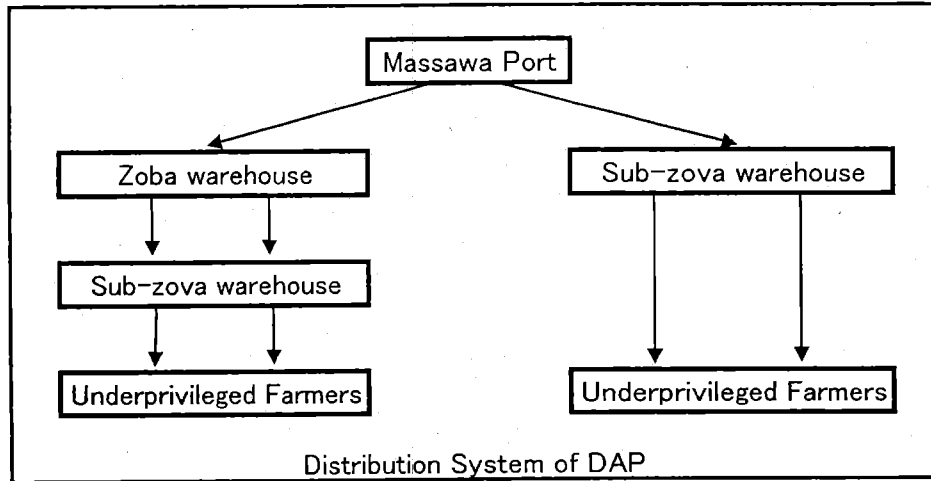 Massawa Port
Zoba warehouse
Sub-zova warehouse
Sub-zova warehouse
Underprivileged Farmers
Underprivileged Farmers
Distribution System of DAP